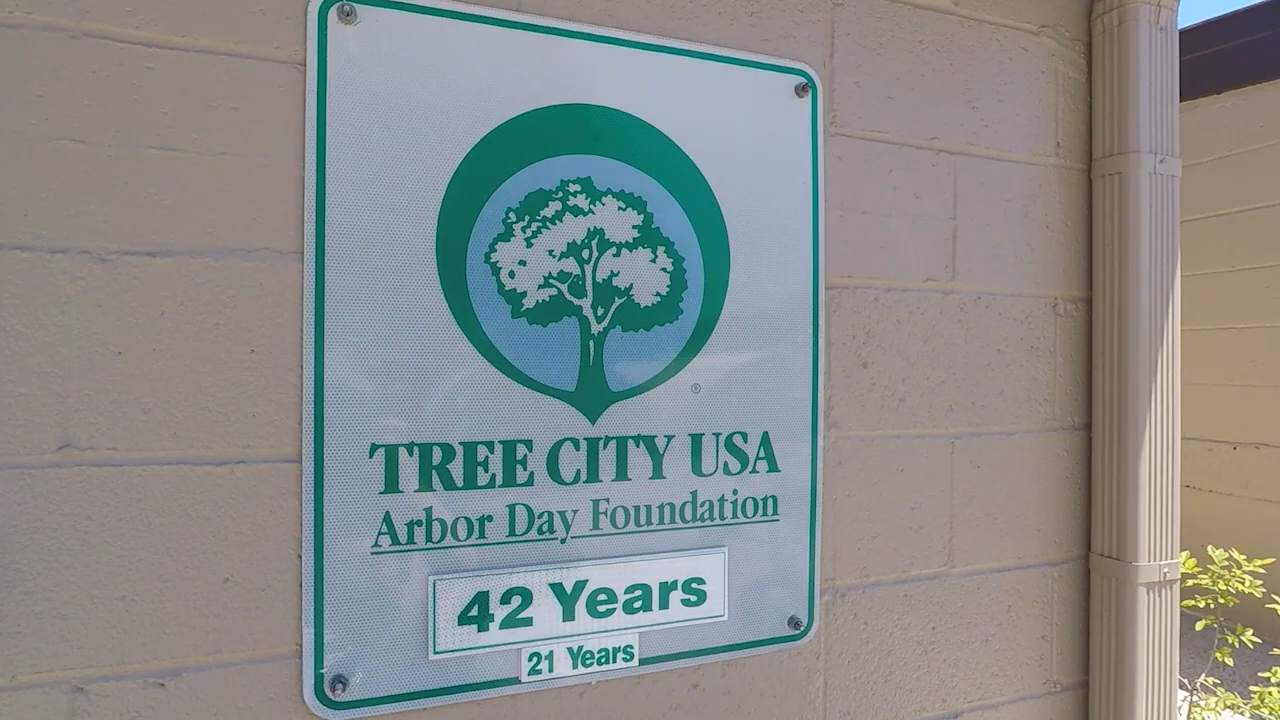 ®
TREE CITY USA
Arbor Day Foundation
42 Years
21 Years